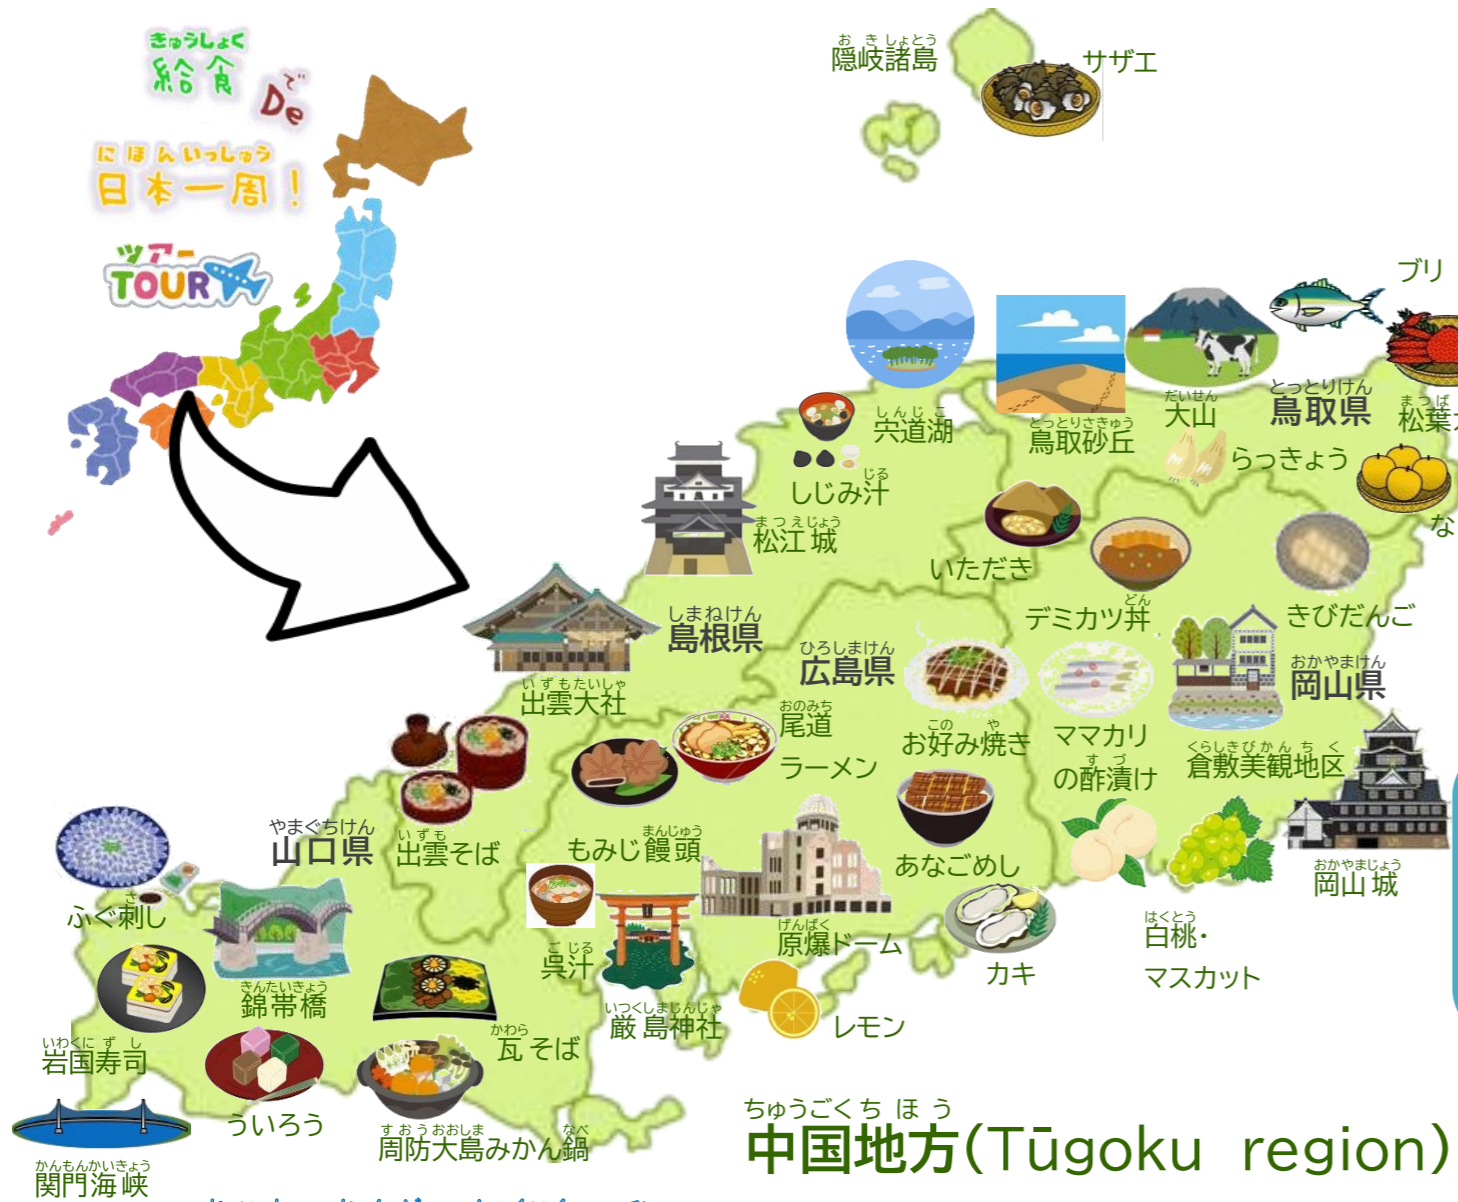 きゅうしょく
給食
で
De
にほんいっしゅう
日本一周！
ツアー
TOUR
おきしょとう
隠岐諸島
サザエ
ブリ
しんじこ
宍道湖
とっとりさきゅう
鳥取砂丘
だいせん
大山
とっとりけん
鳥取県
まつば
松葉
らっきょう
な
じる
しじみ汁
まつえじょう
松江城
いただき
どん
デミカツ丼
きびだんご
しまねけん
島根県
ひろしまけん
広島県
おかやまけん
岡山県
いずもたいしゃ
出雲大社
おのみち
尾道
ラーメン
このや
お好み焼き
ママカリ
すづ
の酢漬け
くらしきびかんちく
倉敷美観地区
やまぐちけん
山口県
いずも
出雲そば
まんじゅう
もみじ饅頭
あなごめし
おかやまじょう
岡山城
さ
ふぐ刺し
ごじる
呉汁
げんばく
原爆ドーム
カキ
はくとう
白桃・
マスカット
きんたいきょう
錦帯橋
いつくしまじんじゃ
厳島神社
レモン
いわくにずし
岩国寿司
かわら
瓦そば
ういろう
すおうおおしまなべ
周防大島みかん鍋
かんもんかいきょう
関門海峡
ちゅうごくちほう
中国地方(Tūgoku region)